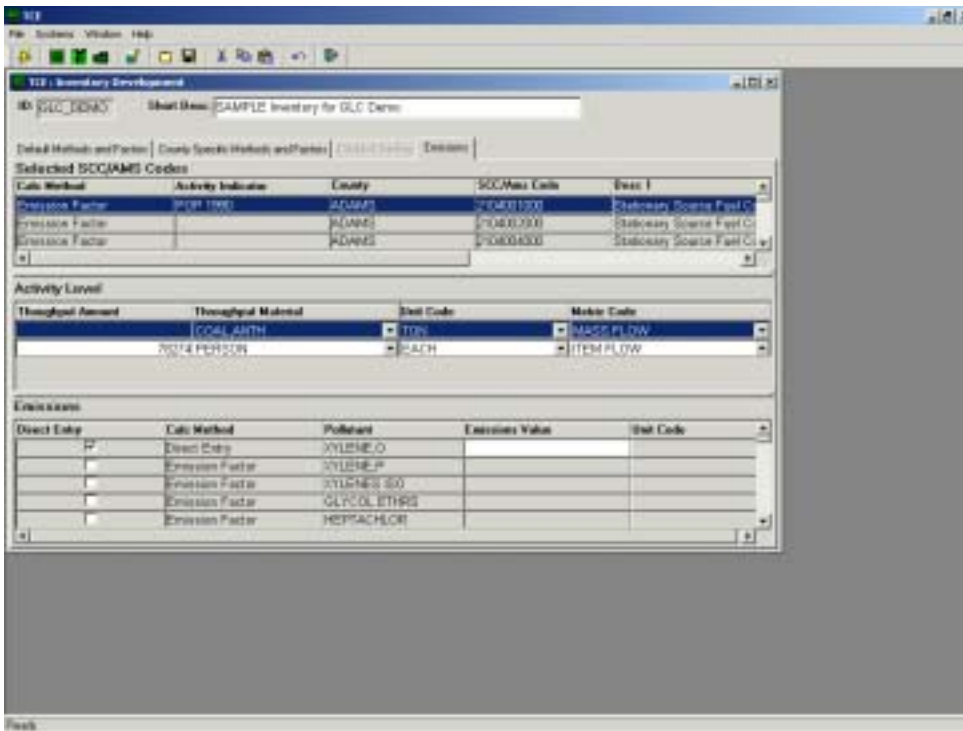 TCF
File Systems Window Help
TCF : Inventory Development
ID: GLC_DEMO Short Desc: SAMPLE Inventory for GLC Demo
Default Methods and Factors County Specific Methods and Factors Emissions
Selected SCC/AMS Codes
Calc Method Activity Indicator County SCC/Ams Code Desc 1
Emission Factor POP 1990 ADAMS 2104001000 Stationary Source Fuel C
Emission Factor ADAMS 2104002000 Stationary Source Fuel C
Emission Factor ADAMS 2104004000 Stationary Source Fuel C
Activity Level
Throughput Amount Throughput Material Unit Code Metric Code
COAL,ANTH TON MASS FLOW
78274 PERSON EACH ITEM FLOW
Emissions
Direct Entry Calc Method Pollutant Emissions Value Unit Code
Direct Entry XYLENE,O
Emission Factor XYLENE,P
Emission Factor XYLENES ISO
Emission Factor GLYCOL ETHRS
Emission Factor HEPTACHLOR
Ready